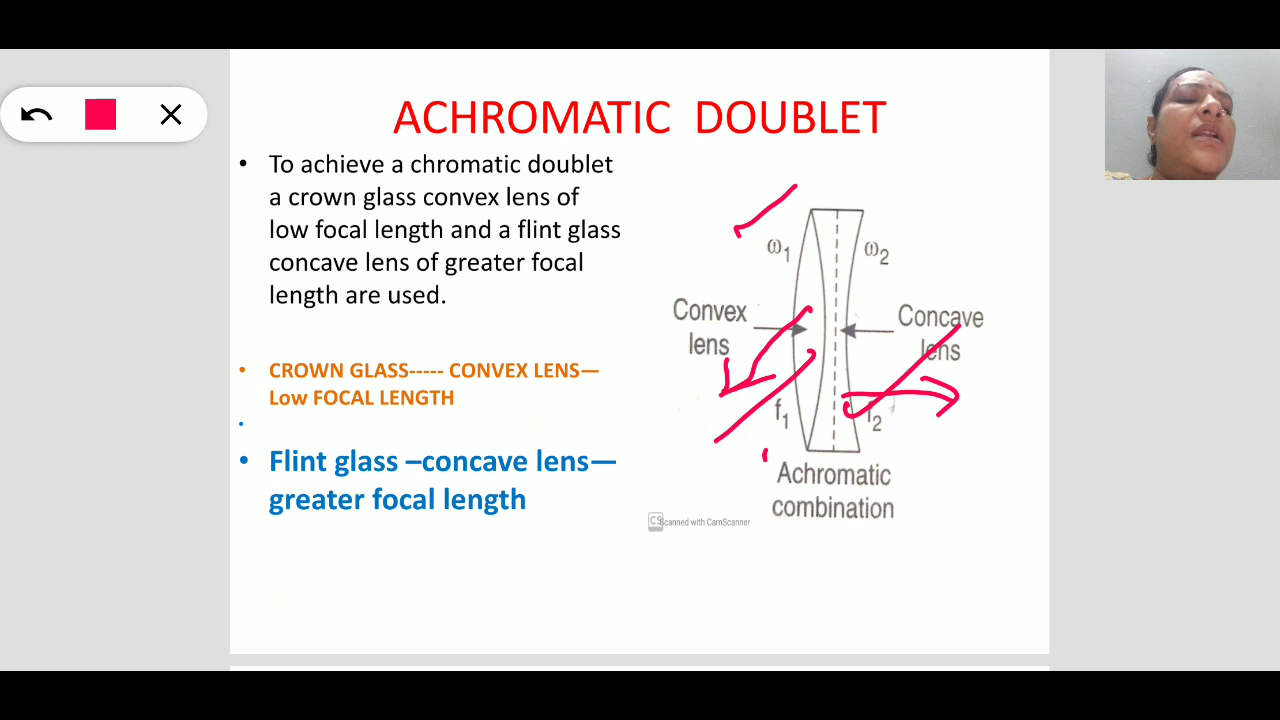 ACHROMATIC DOUBLET
• To achieve a chromatic doublet
a crown glass convex lens of
low focal length and a flint glass
concave lens of greater focal
length are used.
• CROWN GLASS----- CONVEX LENS—
Low FOCAL LENGTH
•
• Flint glass –concave lens—
greater focal length
ω1
ω2
Convex
lens
Concave
lens
f1
f2
Achromatic
combination
CS Scanned with CamScanner